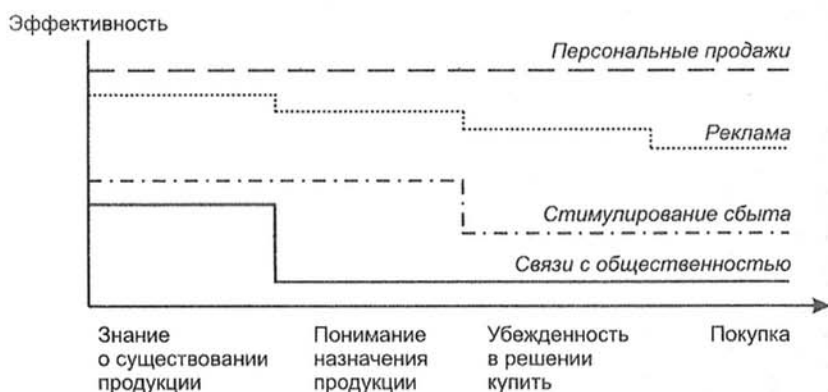 Эффективность
Персональные продажи
Реклама
Стимулирование сбыта
Связи с общественностью
Знание
о существовании
продукции
Понимание
назначения
продукции
Убежденность
в решении
купить
Покупка